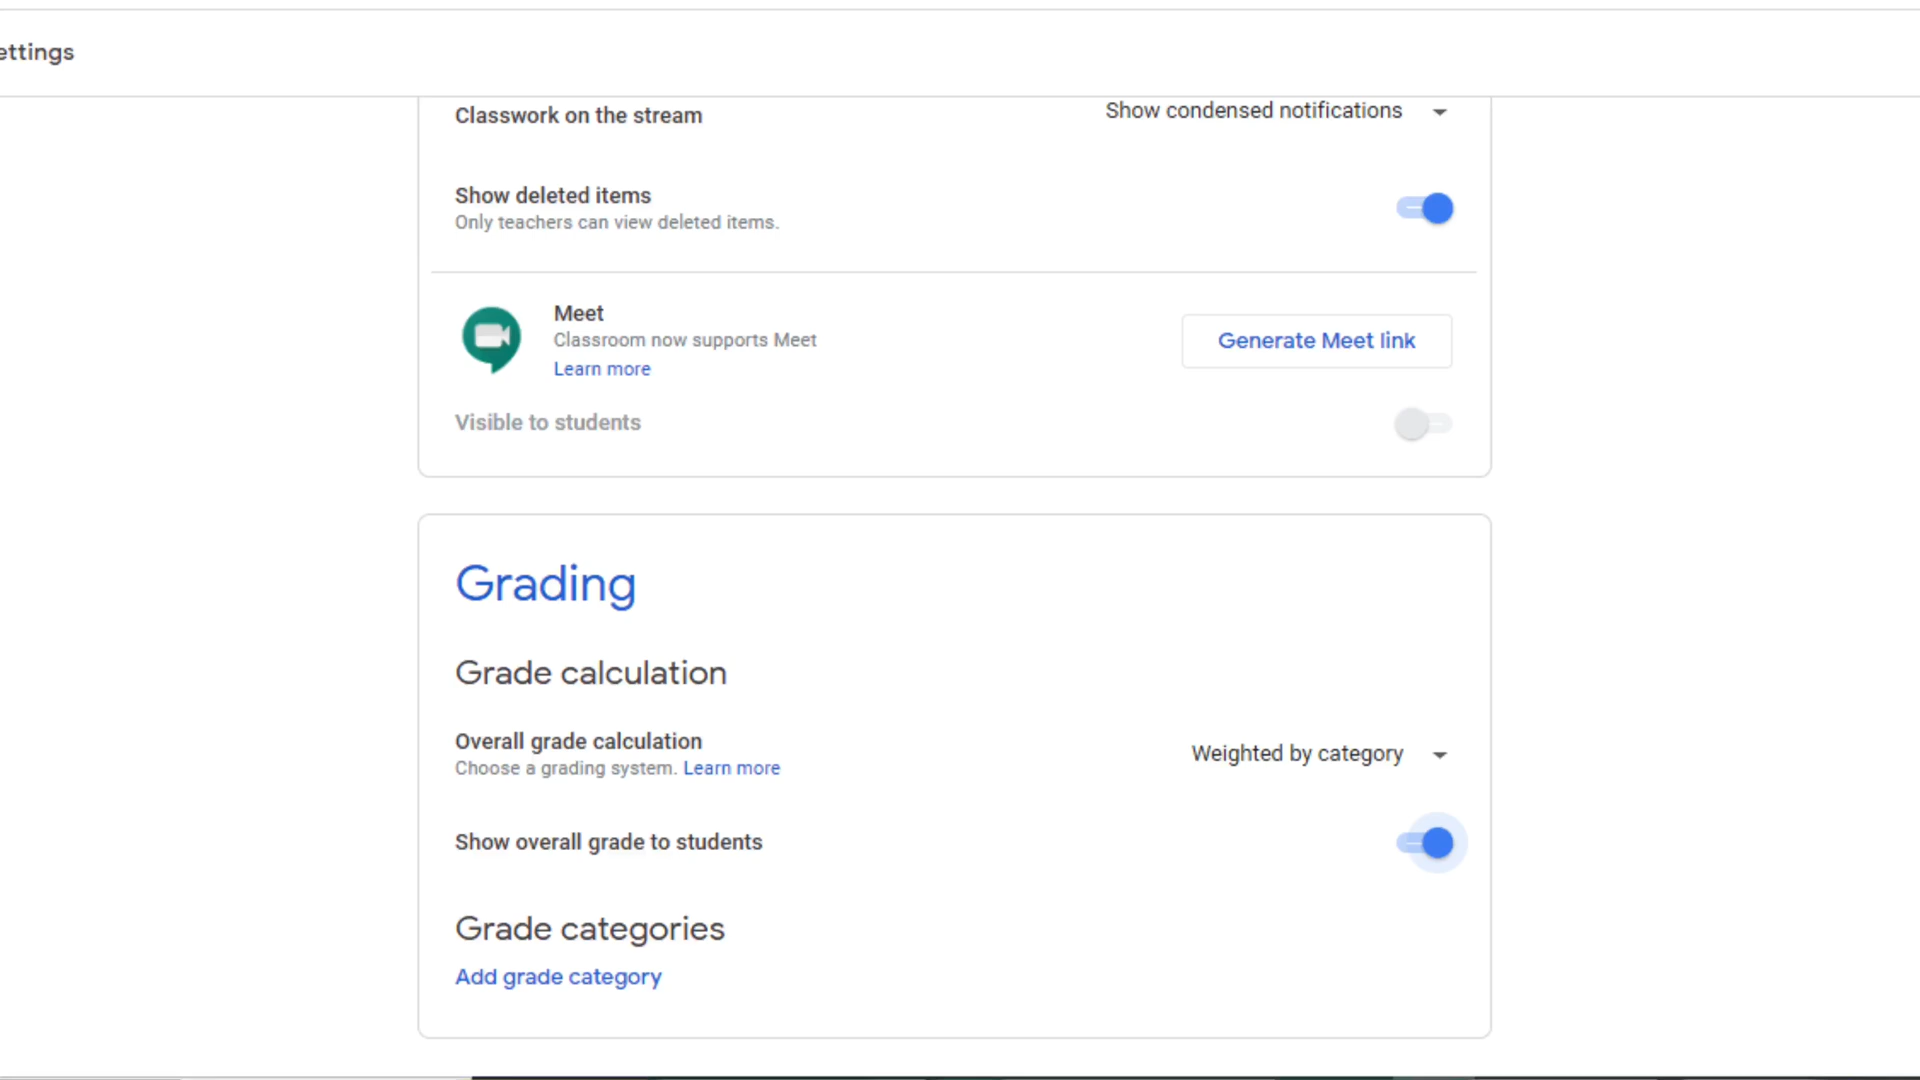 ettings
Classwork on the stream
Show condensed notifications
Show deleted items
Only teachers can view deleted items.
Meet
Classroom now supports Meet
Learn more
Generate Meet link
Visible to students
Grading
Grade calculation
Overall grade calculation
Choose a grading system. Learn more
Weighted by category
Show overall grade to students
Grade categories
Add grade category